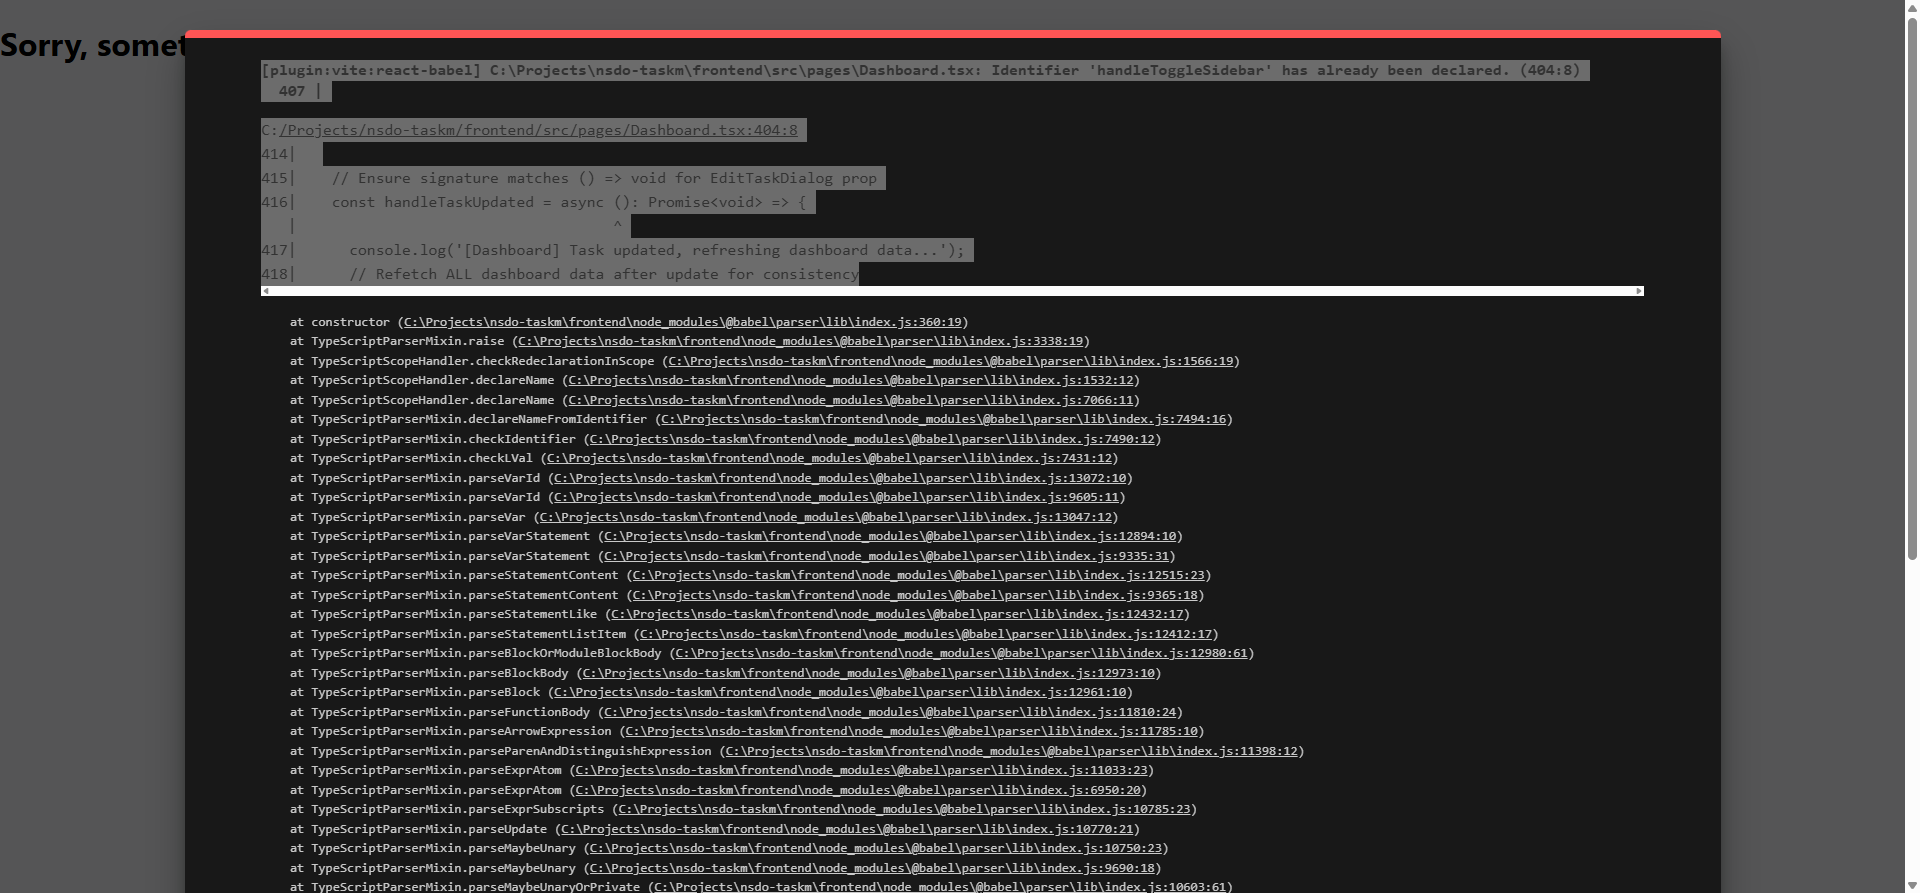 Sorry, somet
[plugin:vite:react-babel] C:\Projects\nsdo-taskm\frontend\src\pages\Dashboard.tsx: Identifier 'handleToggleSidebar' has already been declared. (404:8)
407 |
C:/Projects/nsdo-taskm/frontend/src/pages/Dashboard.tsx:404:8
414|
415|    // Ensure signature matches () => void for EditTaskDialog prop
416|    const handleTaskUpdated = async (): Promise<void> => {
|                                    ^
417|      console.log('[Dashboard] Task updated, refreshing dashboard data...');
418|      // Refetch ALL dashboard data after update for consistency
at constructor (C:\Projects\nsdo-taskm\frontend\node_modules\@babel\parser\lib\index.js:360:19)
at TypeScriptParserMixin.raise (C:\Projects\nsdo-taskm\frontend\node_modules\@babel\parser\lib\index.js:3338:19)
at TypeScriptScopeHandler.checkRedeclarationInScope (C:\Projects\nsdo-taskm\frontend\node_modules\@babel\parser\lib\index.js:1566:19)
at TypeScriptScopeHandler.declareName (C:\Projects\nsdo-taskm\frontend\node_modules\@babel\parser\lib\index.js:1532:12)
at TypeScriptScopeHandler.declareName (C:\Projects\nsdo-taskm\frontend\node_modules\@babel\parser\lib\index.js:7066:11)
at TypeScriptParserMixin.declareNameFromIdentifier (C:\Projects\nsdo-taskm\frontend\node_modules\@babel\parser\lib\index.js:7494:16)
at TypeScriptParserMixin.checkIdentifier (C:\Projects\nsdo-taskm\frontend\node_modules\@babel\parser\lib\index.js:7490:12)
at TypeScriptParserMixin.checkLVal (C:\Projects\nsdo-taskm\frontend\node_modules\@babel\parser\lib\index.js:7431:12)
at TypeScriptParserMixin.parseVarId (C:\Projects\nsdo-taskm\frontend\node_modules\@babel\parser\lib\index.js:13072:10)
at TypeScriptParserMixin.parseVarId (C:\Projects\nsdo-taskm\frontend\node_modules\@babel\parser\lib\index.js:9605:11)
at TypeScriptParserMixin.parseVar (C:\Projects\nsdo-taskm\frontend\node_modules\@babel\parser\lib\index.js:13047:12)
at TypeScriptParserMixin.parseVarStatement (C:\Projects\nsdo-taskm\frontend\node_modules\@babel\parser\lib\index.js:12894:10)
at TypeScriptParserMixin.parseVarStatement (C:\Projects\nsdo-taskm\frontend\node_modules\@babel\parser\lib\index.js:9335:31)
at TypeScriptParserMixin.parseStatementContent (C:\Projects\nsdo-taskm\frontend\node_modules\@babel\parser\lib\index.js:12515:23)
at TypeScriptParserMixin.parseStatementContent (C:\Projects\nsdo-taskm\frontend\node_modules\@babel\parser\lib\index.js:9365:18)
at TypeScriptParserMixin.parseStatementLike (C:\Projects\nsdo-taskm\frontend\node_modules\@babel\parser\lib\index.js:12432:17)
at TypeScriptParserMixin.parseStatementListItem (C:\Projects\nsdo-taskm\frontend\node_modules\@babel\parser\lib\index.js:12412:17)
at TypeScriptParserMixin.parseBlockOrModuleBlockBody (C:\Projects\nsdo-taskm\frontend\node_modules\@babel\parser\lib\index.js:12980:61)
at TypeScriptParserMixin.parseBlockBody (C:\Projects\nsdo-taskm\frontend\node_modules\@babel\parser\lib\index.js:12973:10)
at TypeScriptParserMixin.parseBlock (C:\Projects\nsdo-taskm\frontend\node_modules\@babel\parser\lib\index.js:12961:10)
at TypeScriptParserMixin.parseFunctionBody (C:\Projects\nsdo-taskm\frontend\node_modules\@babel\parser\lib\index.js:11810:24)
at TypeScriptParserMixin.parseArrowExpression (C:\Projects\nsdo-taskm\frontend\node_modules\@babel\parser\lib\index.js:11785:10)
at TypeScriptParserMixin.parseParenAndDistinguishExpression (C:\Projects\nsdo-taskm\frontend\node_modules\@babel\parser\lib\index.js:11398:12)
at TypeScriptParserMixin.parseExprAtom (C:\Projects\nsdo-taskm\frontend\node_modules\@babel\parser\lib\index.js:11033:23)
at TypeScriptParserMixin.parseExprAtom (C:\Projects\nsdo-taskm\frontend\node_modules\@babel\parser\lib\index.js:6950:20)
at TypeScriptParserMixin.parseExprSubscripts (C:\Projects\nsdo-taskm\frontend\node_modules\@babel\parser\lib\index.js:10785:23)
at TypeScriptParserMixin.parseUpdate (C:\Projects\nsdo-taskm\frontend\node_modules\@babel\parser\lib\index.js:10770:21)
at TypeScriptParserMixin.parseMaybeUnary (C:\Projects\nsdo-taskm\frontend\node_modules\@babel\parser\lib\index.js:10750:23)
at TypeScriptParserMixin.parseMaybeUnary (C:\Projects\nsdo-taskm\frontend\node_modules\@babel\parser\lib\index.js:9690:18)
at TypeScriptParserMixin.parseMaybeUnaryOrPrivate (C:\Projects\nsdo-taskm\frontend\node_modules\@babel\parser\lib\index.js:10603:61)